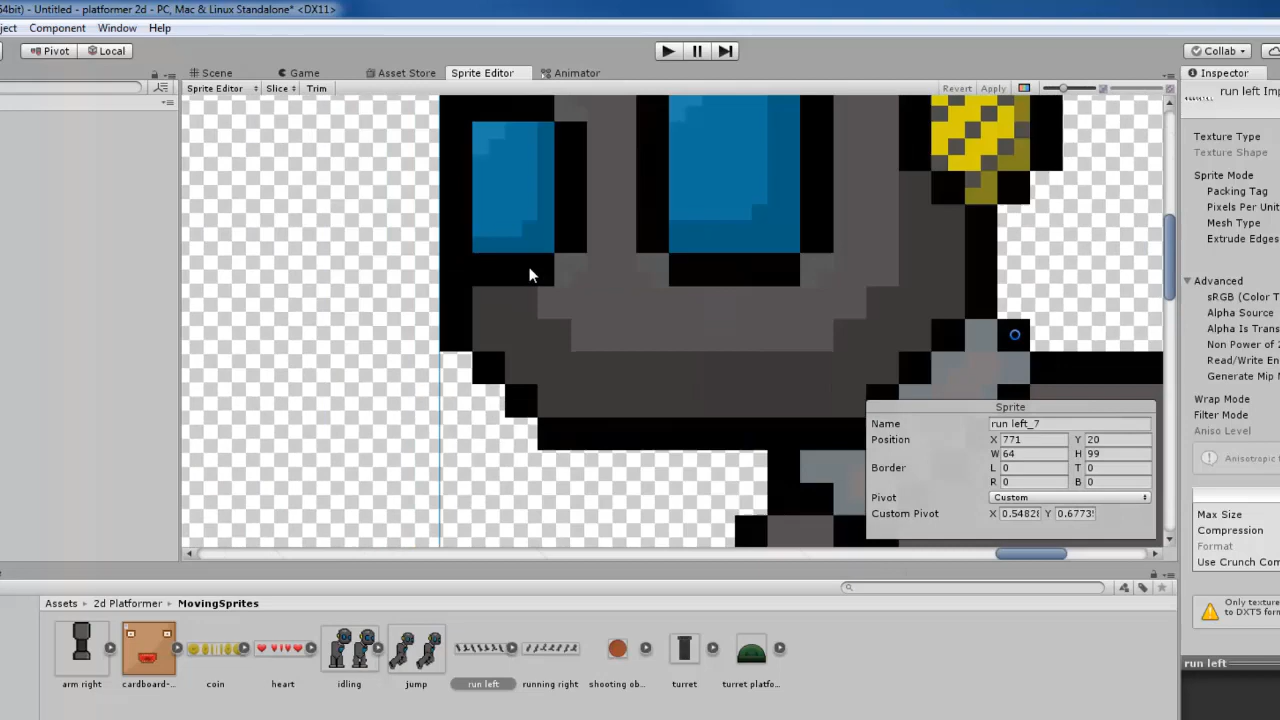 64bit) - Untitled - platformer 2d - PC, Mac & Linux Standalone* <DX11>
ject Component Window Help
Pivot Local Collab
Scene Game Asset Store Sprite Editor Animator Inspector
Sprite Editor Slice Trim Revert Apply
run left Imp
Texture Type
Texture Shape
Sprite Mode
Packing Tag
Pixels Per Unit
Mesh Type
Extrude Edges
Advanced
sRGB (Color T
Alpha Source
Alpha Is Trans
Non Power of 2
Read/Write En
Generate Mip M
Wrap Mode
Filter Mode
Aniso Level
Anisotropic f
Sprite
Name run left_7
Position X 771 Y 20
W 64 H 99
Border L 0 T 0
R 0 B 0
Pivot Custom
Custom Pivot X 0.5482 Y 0.6773
Max Size
Compression
Format
Use Crunch Com
Only texture
to DXT5 format
run left
Assets 2d Platformer MovingSprites
arm right cardboard-... coin heart idling jump run left running right shooting ob... turret turret platfo...